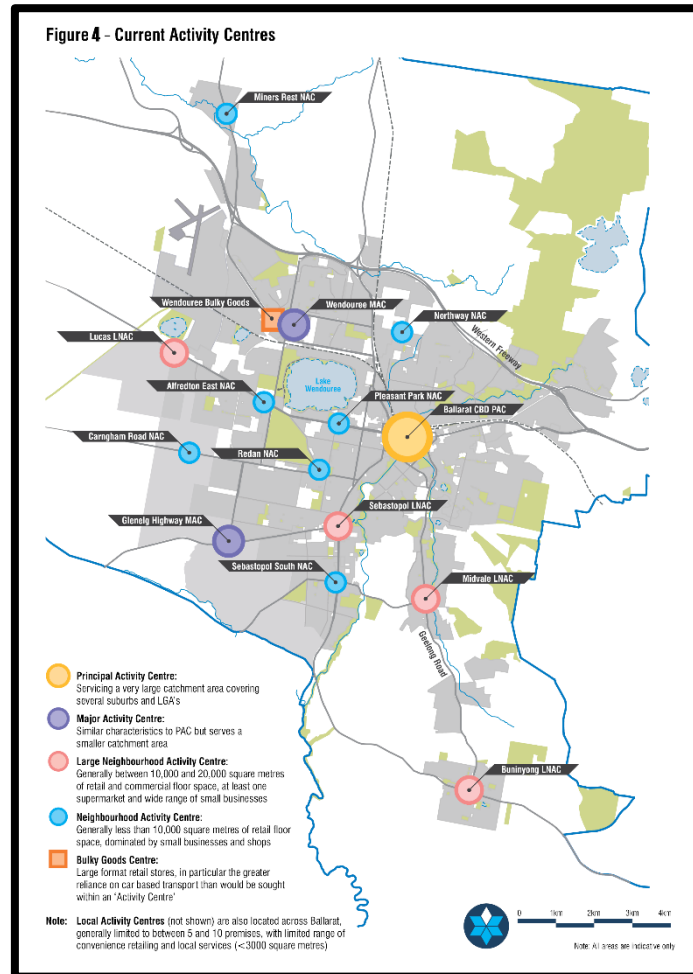 Figure 4 - Current Activity Centres
Miners Rest NAC
Wendouree Bulky Goods
Wendouree MAC
Northway NAC
Lucas LNAC
Western Freeway
Alfredton East NAC
Lake
Wendouree
Pleasant Park NAC
Ballarat CBD PAC
Carngham Road NAC
Redan NAC
Sebastopol LNAC
Glenelg Highway MAC
Sebastopol South NAC
Midvale LNAC
Geelong Road
Buninyong LNAC
Principal Activity Centre:
Servicing a very large catchment area covering
several suburbs and LGA's
Major Activity Centre:
Similar characteristics to PAC but serves a
smaller catchment area
Large Neighbourhood Activity Centre:
Generally between 10,000 and 20,000 square metres
of retail and commercial floor space, at least one
supermarket and wide range of small businesses
Neighbourhood Activity Centre:
Generally less than 10,000 square metres of retail floor
space, dominated by small businesses and shops
Bulky Goods Centre:
Large format retail stores, in particular the greater
reliance on car based transport than would be sought
within an 'Activity Centre'
Note: Local Activity Centres (not shown) are also located across Ballarat,
generally limited to between 5 and 10 premises, with limited range of
convenience retailing and local services (<3000 square metres)
0 1km 2km 3km 4km
Note: All areas are indicative only